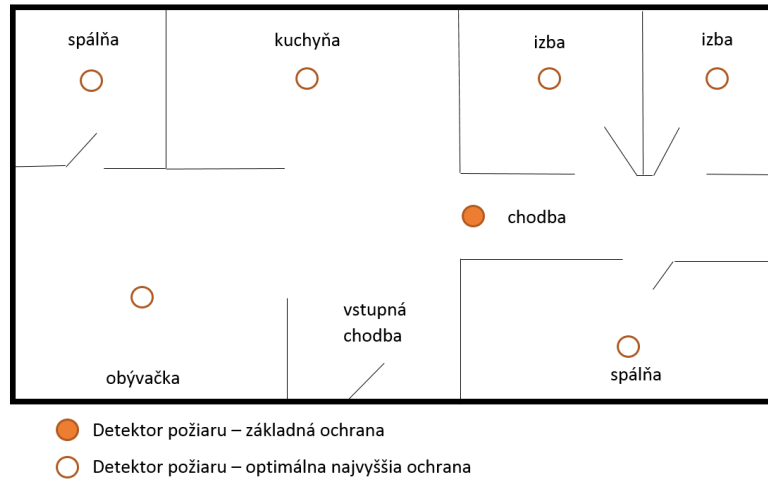 spálňa
kuchyňa
izba
izba
chodba
vstupná
chodba
obývačka
spálňa
Detektor požiaru – základná ochrana
Detektor požiaru – optimálna najvyššia ochrana